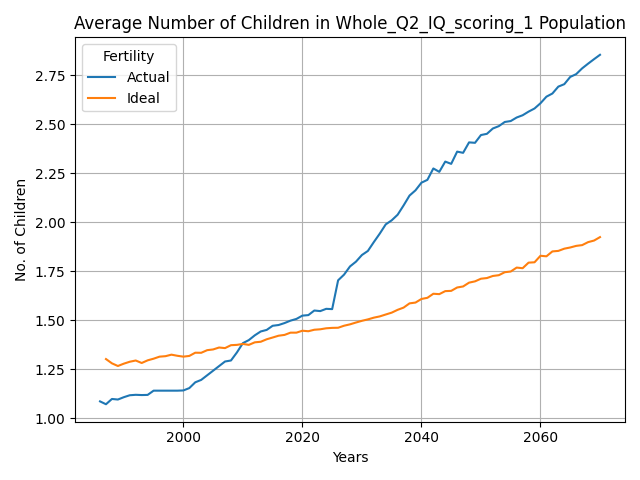 Average Number of Children in Whole_Q2_IQ_scoring_1 Population
Fertility
Actual
Ideal
No. of Children
2.75
2.50
2.25
2.00
1.75
1.50
1.25
1.00
2000
2020
2040
2060
Years